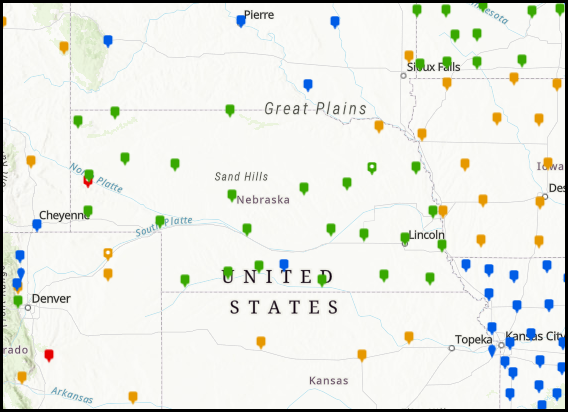 Pierre
Minnesota
Sioux Falls
Great Plains
North Platte
Iowa
Sand Hills
Nebraska
Des
Cheyenne
South Platte
Lincoln
UNITED
STATES
Denver
Topeka
Kansas City
rado
Kansas
Arkansas